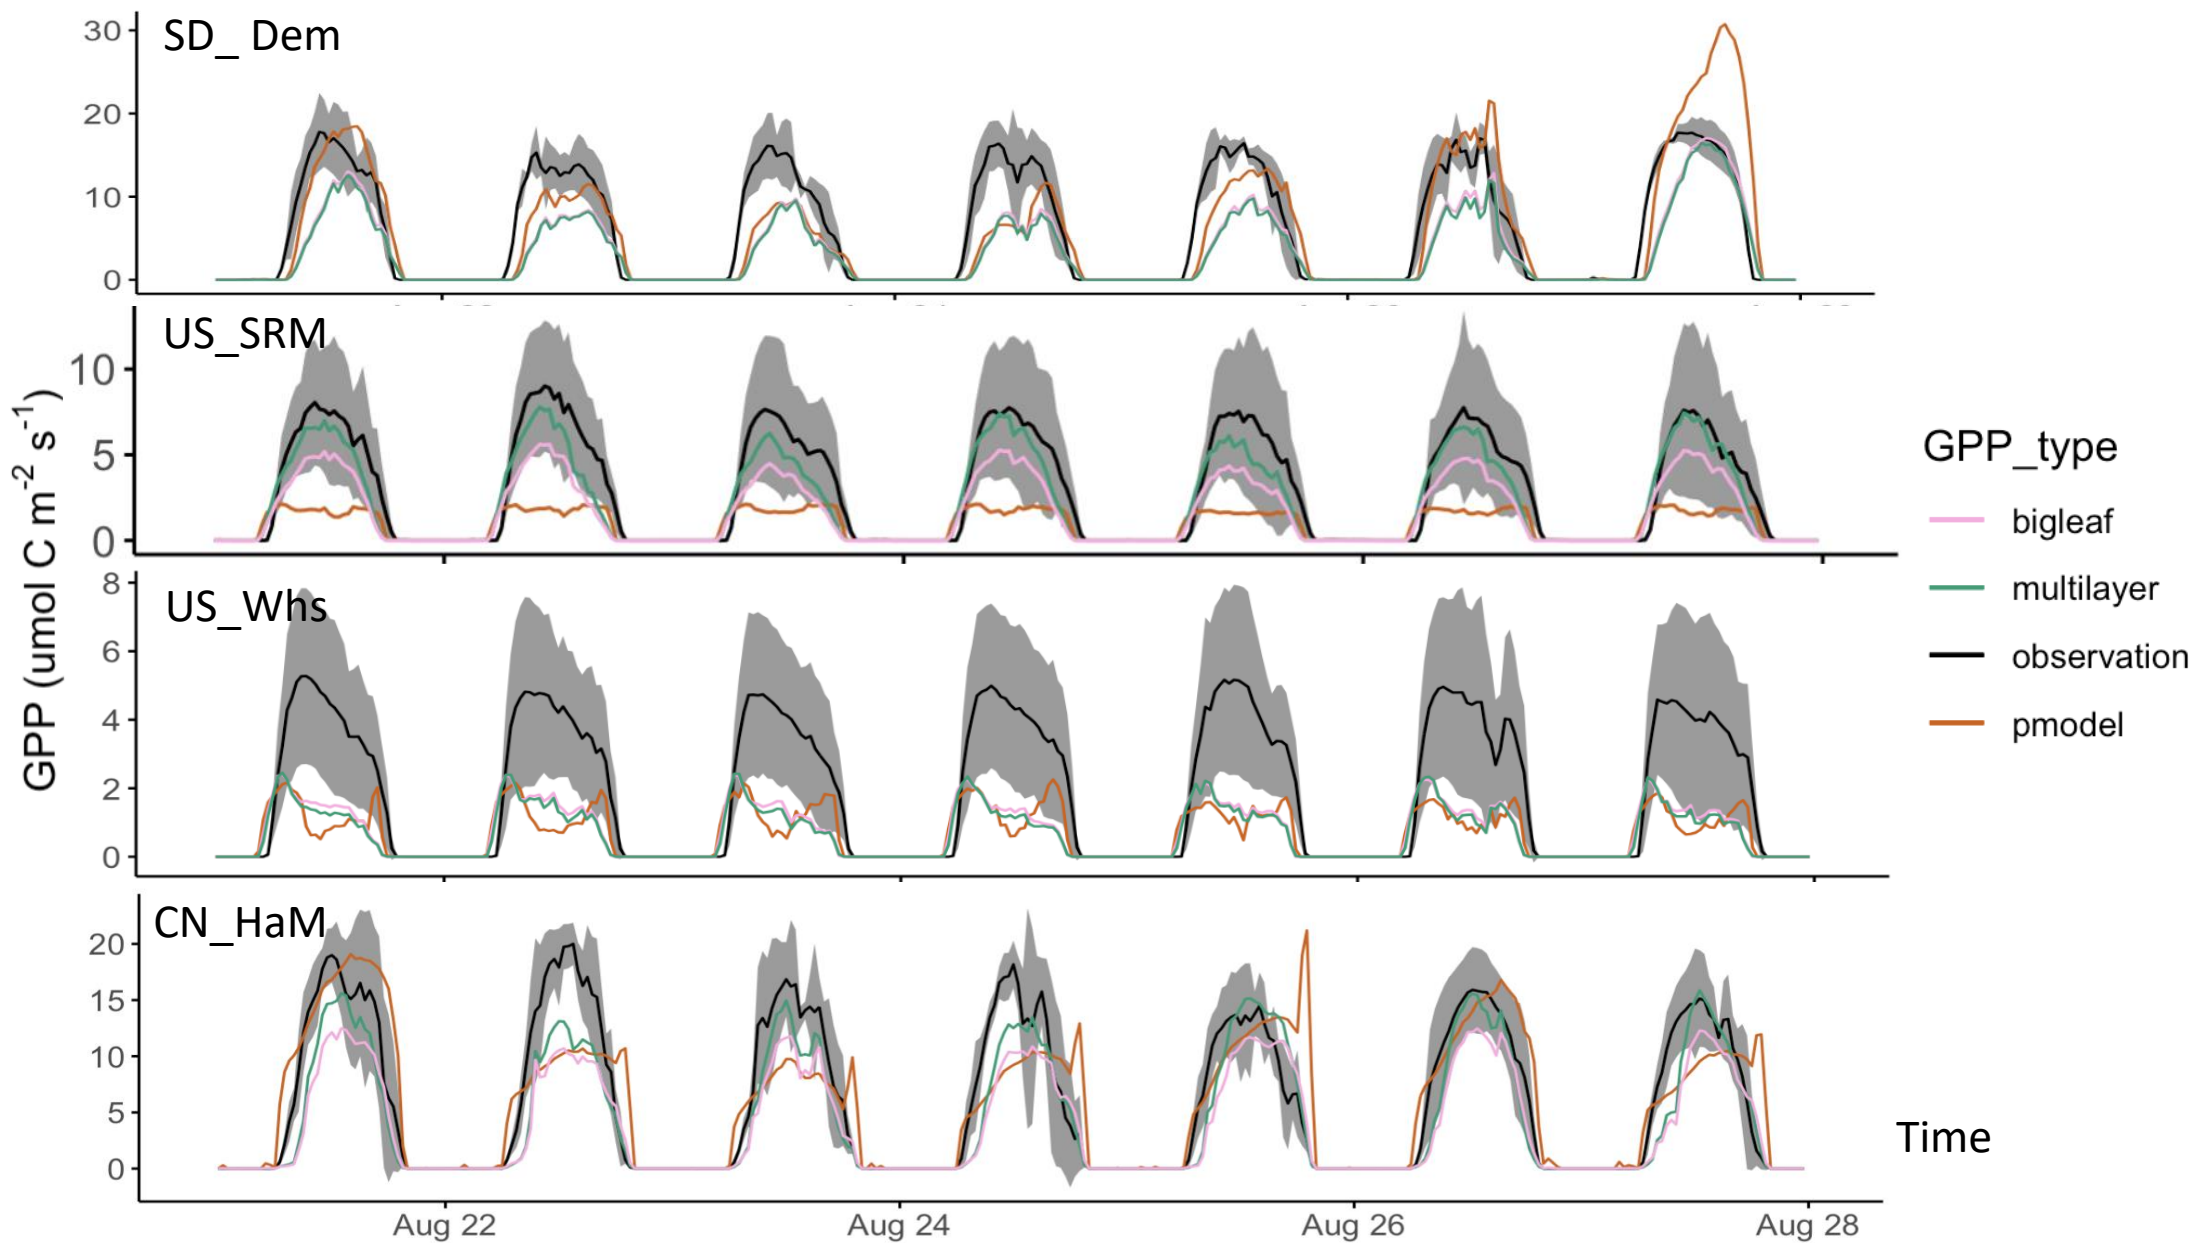 SD_ Dem
30
20
10
0
US_SRM
10
5
0
US_Whs
8
6
4
2
0
CN_HaM
20
15
10
5
0
GPP (umol C m-2 s-1)
Aug 22
Aug 24
Aug 26
Aug 28
Time
GPP_type
bigleaf
multilayer
observation
pmodel